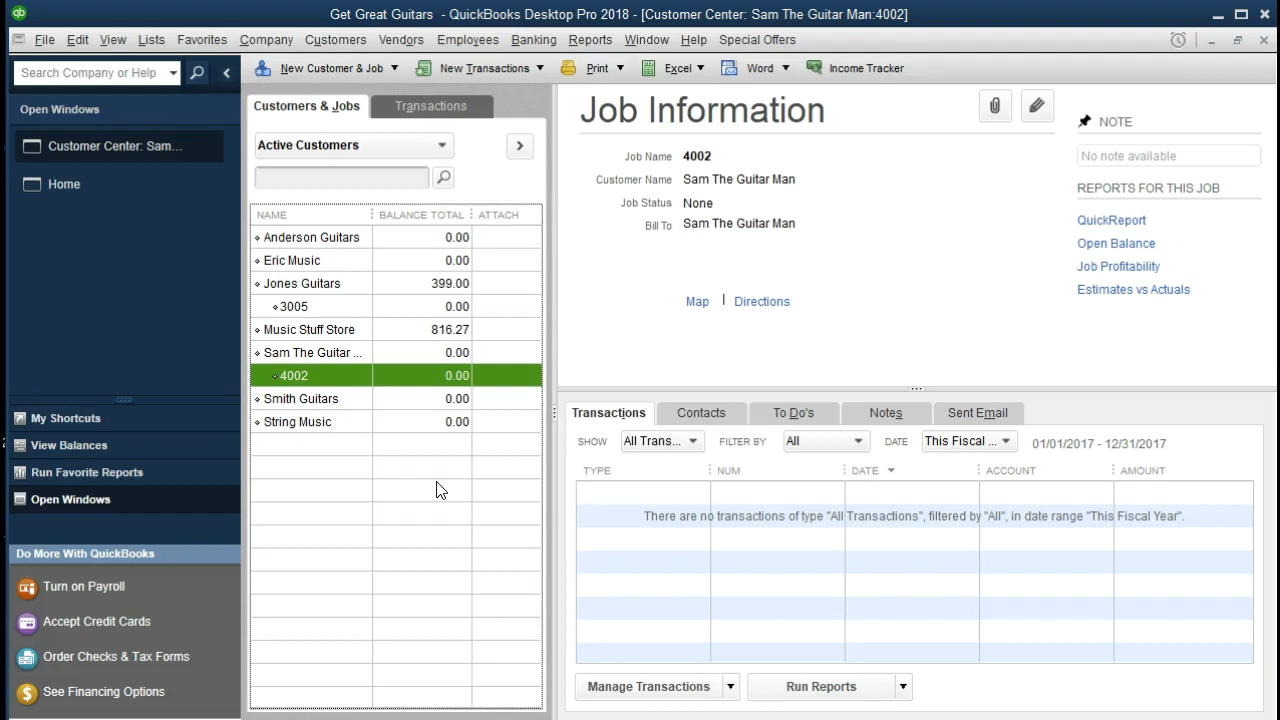 Get Great Guitars - QuickBooks Desktop Pro 2018 - [Customer Center: Sam The Guitar Man:4002]
File Edit View Lists Favorites Company Customers Vendors Employees Banking Reports Window Help Special Offers
Search Company or Help
New Customer & Job New Transactions Print Excel Word Income Tracker
Open Windows
Customer Center: Sam...
Home
My Shortcuts
View Balances
Run Favorite Reports
Open Windows
Do More With QuickBooks
Turn on Payroll
Accept Credit Cards
Order Checks & Tax Forms
$ See Financing Options
Customers & Jobs Transactions
Active Customers
NAME BALANCE TOTAL ATTACH
Anderson Guitars 0.00
Eric Music 0.00
Jones Guitars 399.00
3005 0.00
Music Stuff Store 816.27
Sam The Guitar ... 0.00
4002 0.00
Smith Guitars 0.00
String Music 0.00
Job Information
Job Name 4002
Customer Name Sam The Guitar Man
Job Status None
Bill To Sam The Guitar Man
Map | Directions
NOTE
No note available
REPORTS FOR THIS JOB
QuickReport
Open Balance
Job Profitability
Estimates vs Actuals
Transactions Contacts To Do's Notes Sent Email
SHOW All Trans... FILTER BY All DATE This Fiscal ... 01/01/2017 - 12/31/2017
TYPE NUM DATE ACCOUNT AMOUNT
There are no transactions of type "All Transactions", filtered by "All", in date range "This Fiscal Year".
Manage Transactions Run Reports